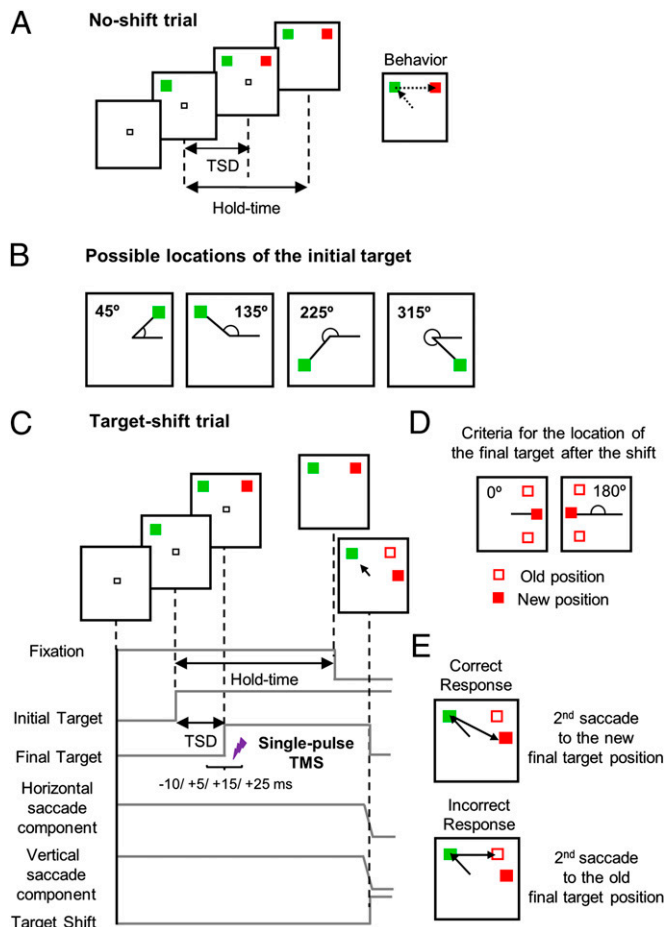 A
No-shift trial
TSD
Hold-time
Behavior
B
Possible locations of the initial target
45º
135º
225º
315º
C
Target-shift trial
Fixation
Hold-time
Initial Target
TSD
Final Target
Single-pulse
TMS
-10/ +5/ +15/ +25 ms
Horizontal
saccade
component
Vertical
saccade
component
Target Shift
D
Criteria for the location of
the final target after the shift
0º
180º
Old position
New position
E
Correct
Response
2nd saccade
to the new
final target
position
Incorrect
Response
2nd saccade
to the old
final target
position